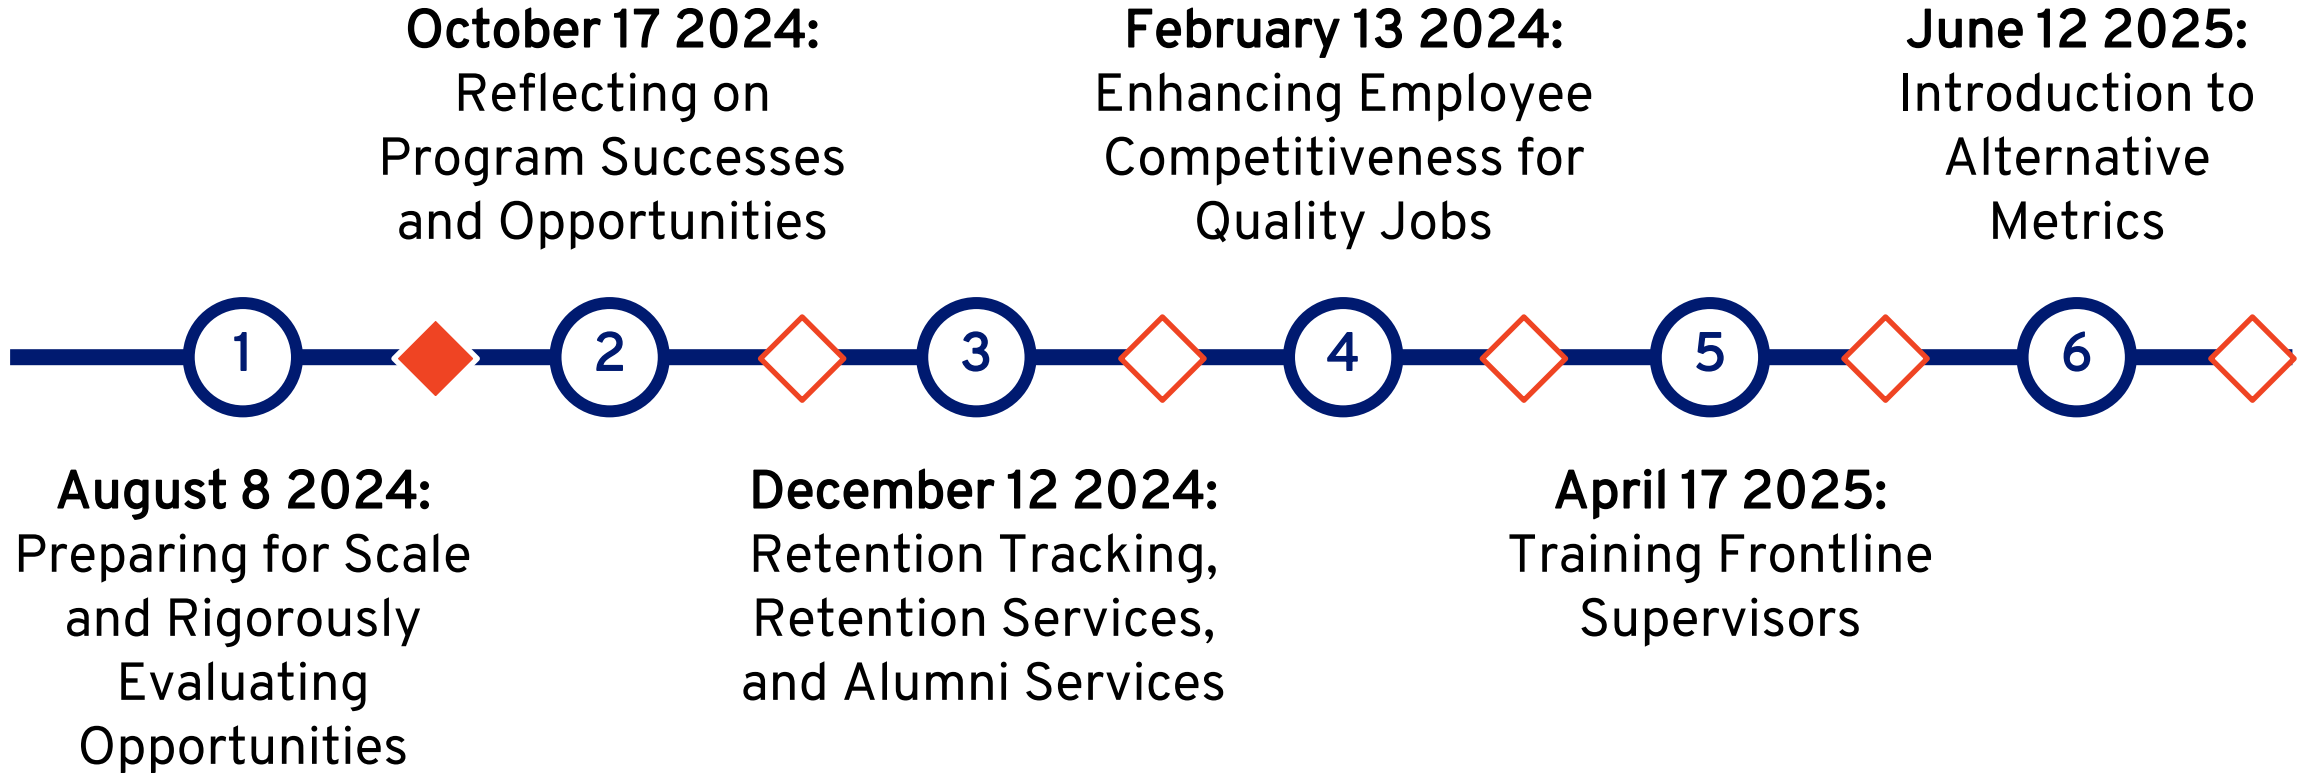 October 17 2024:
Reflecting on
Program Successes
and Opportunities
February 13 2024:
Enhancing Employee
Competitiveness for
Quality Jobs
June 12 2025:
Introduction to
Alternative
Metrics
1
2
3
4
5
6
August 8 2024:
Preparing for Scale
and Rigorously
Evaluating
Opportunities
December 12 2024:
Retention Tracking,
Retention Services,
and Alumni Services
April 17 2025:
Training Frontline
Supervisors